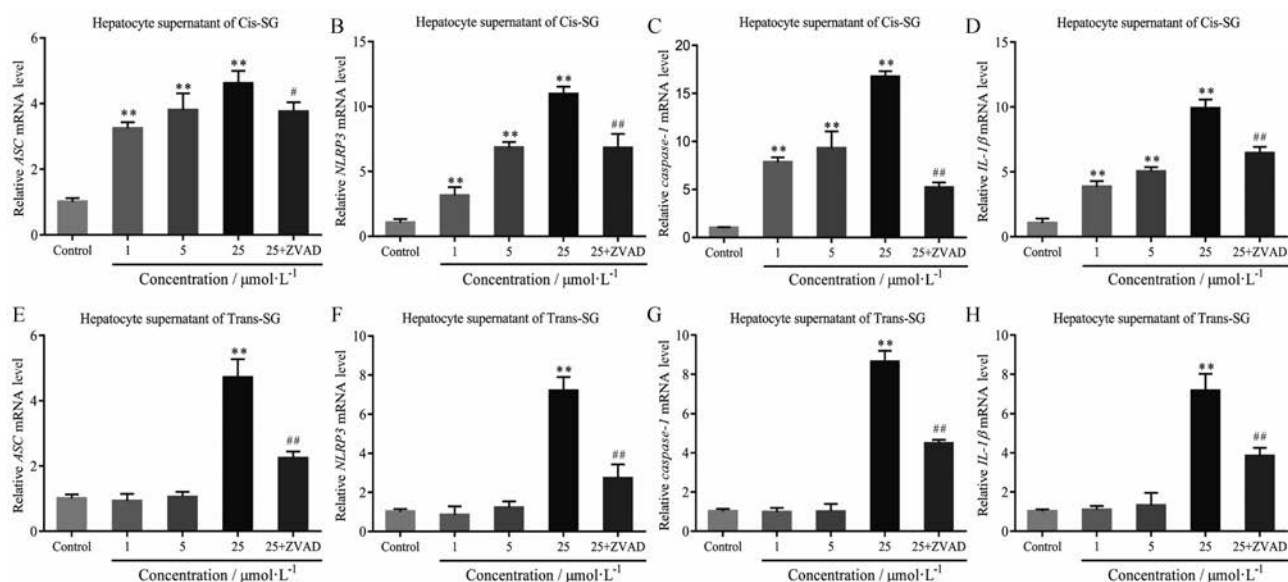 Hepatocyte supernatant of Cis-SG
Relative ASC mRNA level
6
4
2
0
**
**
**
#
Control
1
5
25
25+ZVAD
Concentration / μmol·L⁻¹
B
Hepatocyte supernatant of Cis-SG
Relative NLRP3 mRNA level
15
10
5
0
**
**
**
##
Control
1
5
25
25+ZVAD
Concentration / μmol·L⁻¹
C
Hepatocyte supernatant of Cis-SG
Relative caspase-1 mRNA level
20
15
10
5
0
**
**
**
##
Control
1
5
25
25+ZVAD
Concentration / μmol·L⁻¹
D
Hepatocyte supernatant of Cis-SG
Relative IL-1β mRNA level
15
10
5
0
**
**
**
##
Control
1
5
25
25+ZVAD
Concentration / μmol·L⁻¹
E
Hepatocyte supernatant of Trans-SG
Relative ASC mRNA level
6
4
2
0
**
##
Control
1
5
25
25+ZVAD
Concentration / μmol·L⁻¹
F
Hepatocyte supernatant of Trans-SG
Relative NLRP3 mRNA level
10
8
6
4
2
0
**
##
Control
1
5
25
25+ZVAD
Concentration / μmol·L⁻¹
G
Hepatocyte supernatant of Trans-SG
Relative caspase-1 mRNA level
10
8
6
4
2
0
**
##
Control
1
5
25
25+ZVAD
Concentration / μmol·L⁻¹
H
Hepatocyte supernatant of Trans-SG
Relative IL-1β mRNA level
10
8
6
4
2
0
**
##
Control
1
5
25
25+ZVAD
Concentration / μmol·L⁻¹